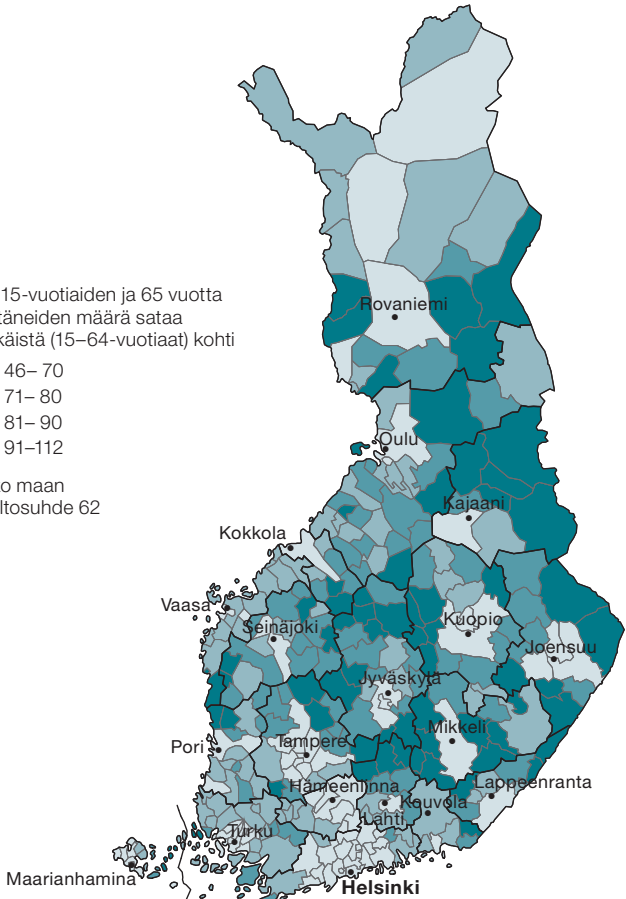 15-vuotiaiden ja 65 vuotta
täneiden määrä sataa
käistä (15–64-vuotiaat) kohti
46– 70
71– 80
81– 90
91–112
o maan
ltosuhde 62
Rovaniemi
Oulu
Kajaani
Kokkola
Vaasa
Seinäjoki
Kuopio
Joensuu
Jyväskylä
Mikkeli
Pori
Tampere
Hämeenlinna
Lappeenranta
Kouvola
Lahti
Turku
Maarianhamina
Helsinki